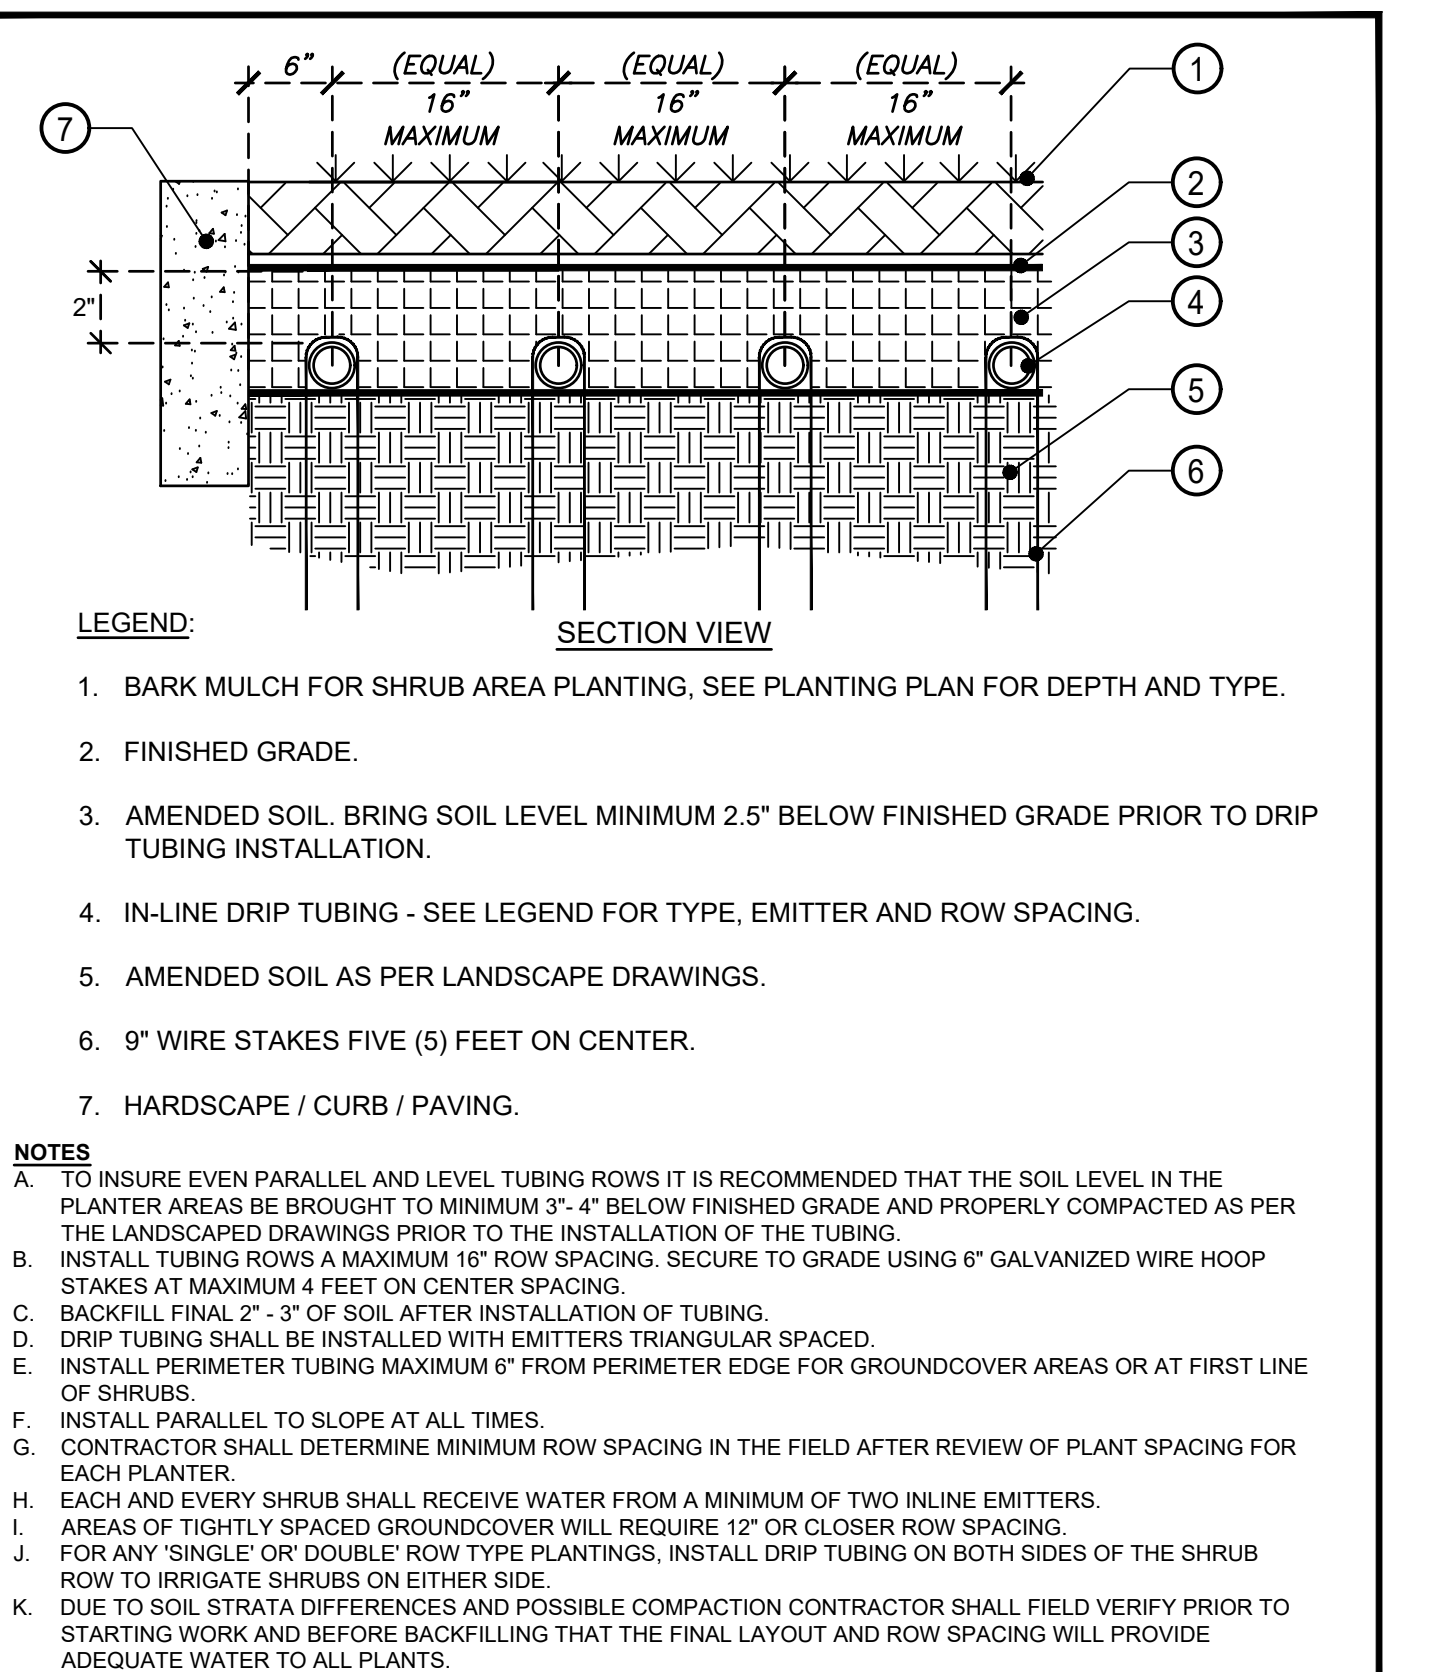 6" (EQUAL) (EQUAL) (EQUAL)
16" 16" 16"
MAXIMUM MAXIMUM MAXIMUM
1
7
2
3
2"
4
5
6
LEGEND:
SECTION VIEW
1. BARK MULCH FOR SHRUB AREA PLANTING, SEE PLANTING PLAN FOR DEPTH AND TYPE.
2. FINISHED GRADE.
3. AMENDED SOIL. BRING SOIL LEVEL MINIMUM 2.5" BELOW FINISHED GRADE PRIOR TO DRIP
TUBING INSTALLATION.
4. IN-LINE DRIP TUBING - SEE LEGEND FOR TYPE, EMITTER AND ROW SPACING.
5. AMENDED SOIL AS PER LANDSCAPE DRAWINGS.
6. 9" WIRE STAKES FIVE (5) FEET ON CENTER.
7. HARDSCAPE / CURB / PAVING.
NOTES
A. TO INSURE EVEN PARALLEL AND LEVEL TUBING ROWS IT IS RECOMMENDED THAT THE SOIL LEVEL IN THE
PLANTER AREAS BE BROUGHT TO MINIMUM 3"- 4" BELOW FINISHED GRADE AND PROPERLY COMPACTED AS PER
THE LANDSCAPED DRAWINGS PRIOR TO THE INSTALLATION OF THE TUBING.
B. INSTALL TUBING ROWS A MAXIMUM 16" ROW SPACING. SECURE TO GRADE USING 6" GALVANIZED WIRE HOOP
STAKES AT MAXIMUM 4 FEET ON CENTER SPACING.
C. BACKFILL FINAL 2" - 3" OF SOIL AFTER INSTALLATION OF TUBING.
D. DRIP TUBING SHALL BE INSTALLED WITH EMITTERS TRIANGULAR SPACED.
E. INSTALL PERIMETER TUBING MAXIMUM 6" FROM PERIMETER EDGE FOR GROUNDCOVER AREAS OR AT FIRST LINE
OF SHRUBS.
F. INSTALL PARALLEL TO SLOPE AT ALL TIMES.
G. CONTRACTOR SHALL DETERMINE MINIMUM ROW SPACING IN THE FIELD AFTER REVIEW OF PLANT SPACING FOR
EACH PLANTER.
H. EACH AND EVERY SHRUB SHALL RECEIVE WATER FROM A MINIMUM OF TWO INLINE EMITTERS.
I. AREAS OF TIGHTLY SPACED GROUNDCOVER WILL REQUIRE 12" OR CLOSER ROW SPACING.
J. FOR ANY 'SINGLE' OR' DOUBLE' ROW TYPE PLANTINGS, INSTALL DRIP TUBING ON BOTH SIDES OF THE SHRUB
ROW TO IRRIGATE SHRUBS ON EITHER SIDE.
K. DUE TO SOIL STRATA DIFFERENCES AND POSSIBLE COMPACTION CONTRACTOR SHALL FIELD VERIFY PRIOR TO
STARTING WORK AND BEFORE BACKFILLING THAT THE FINAL LAYOUT AND ROW SPACING WILL PROVIDE
ADEQUATE WATER TO ALL PLANTS.